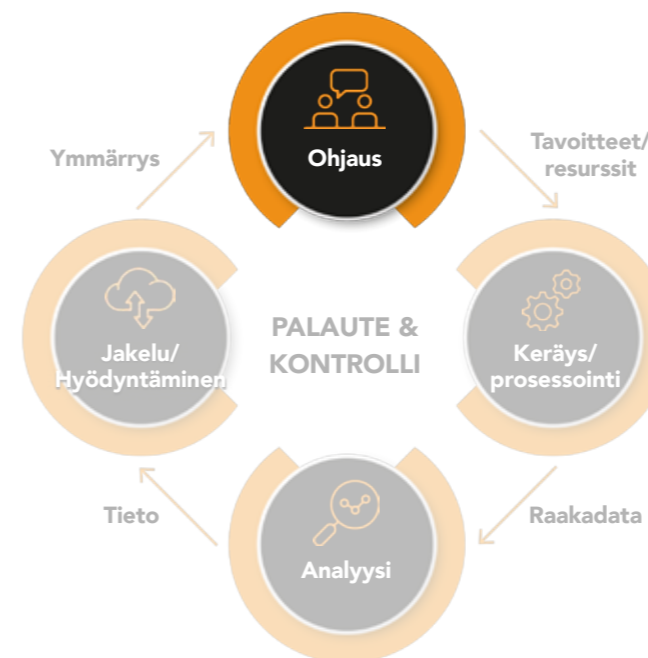 Ohjaus
Tavoitteet/
resurssit
Ymmärrys
PALAUTE &
KONTROLLI
Jakelu/
Hyödyntäminen
Keräys/
prosessointi
Tieto
Raakadata
Analyysi